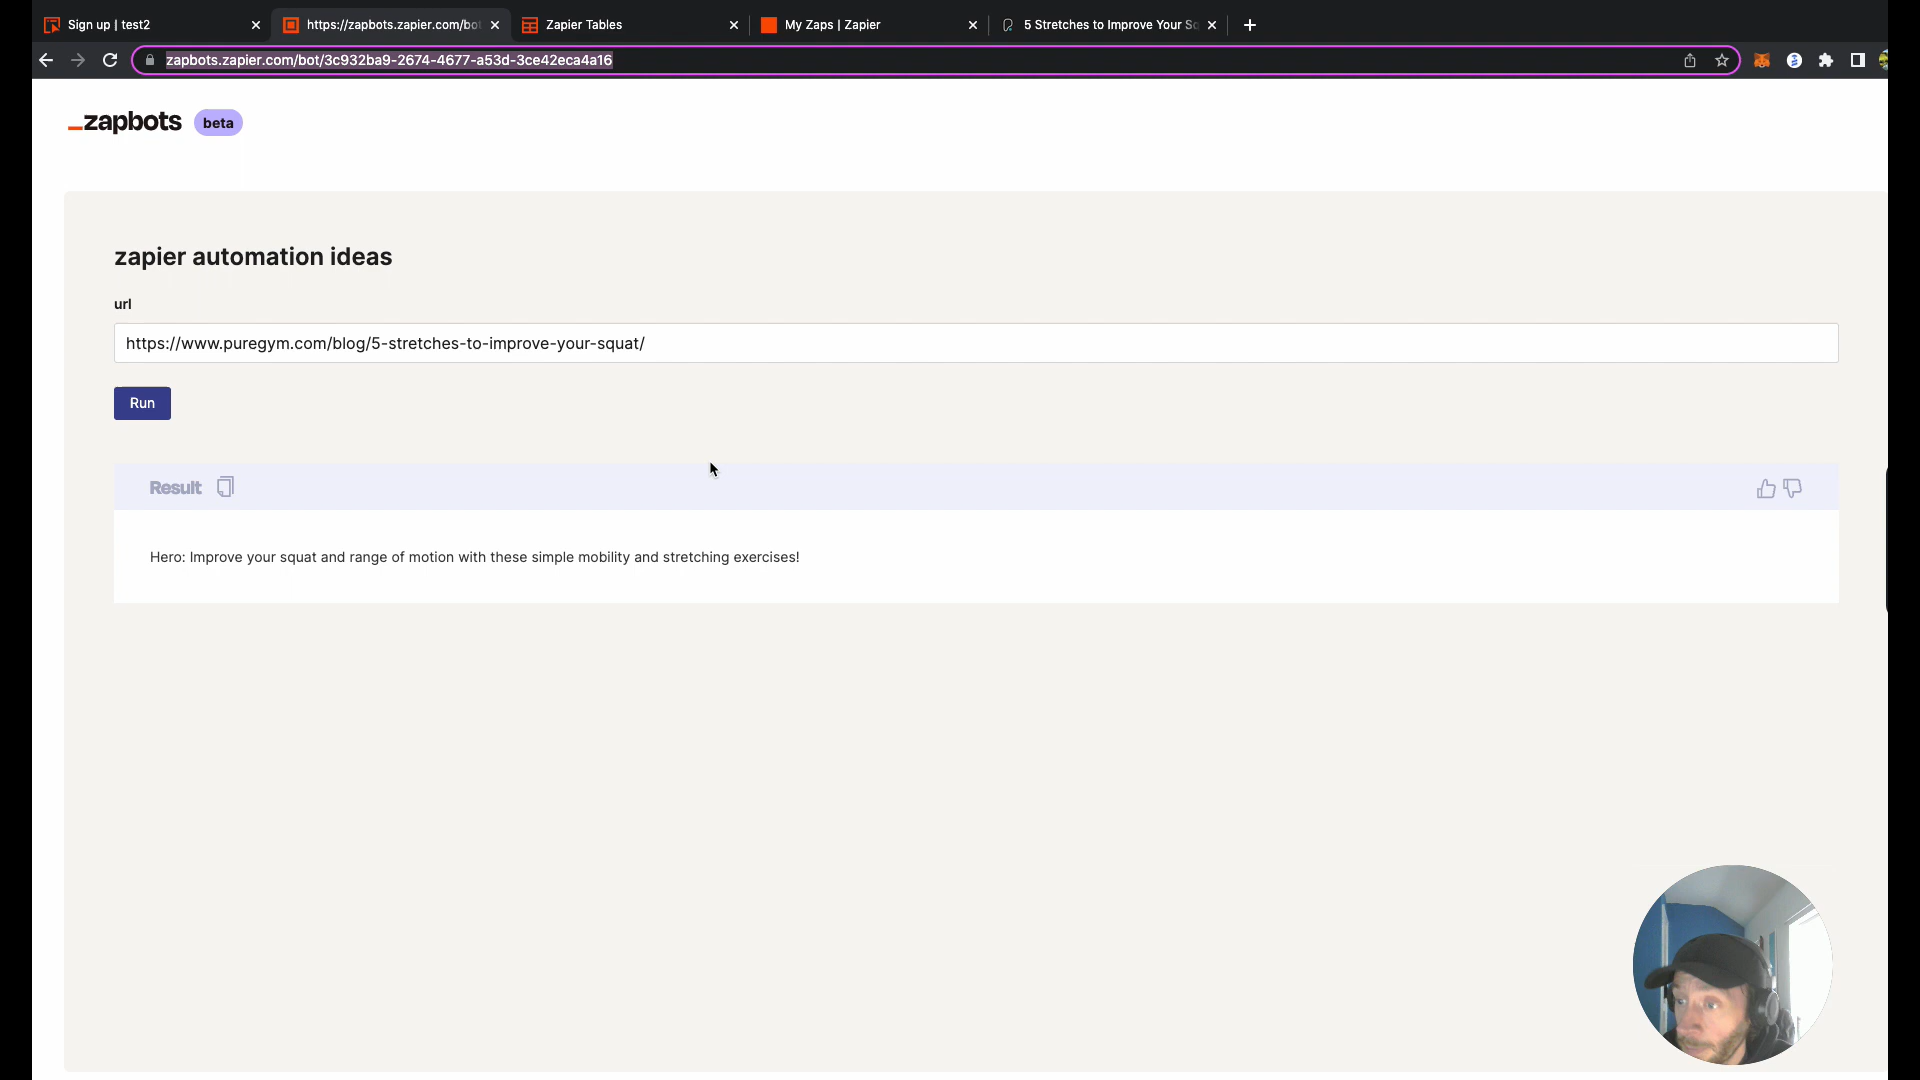 Sign up | test2
https://zapbots.zapier.com/bo
Zapier Tables
My Zaps | Zapier
5 Stretches to Improve Your Sq
zapbots.zapier.com/bot/3c932ba9-2674-4677-a53d-3ce42eca4a16
_zapbots beta
zapier automation ideas
url
https://www.puregym.com/blog/5-stretches-to-improve-your-squat/
Run
Result
Hero: Improve your squat and range of motion with these simple mobility and stretching exercises!